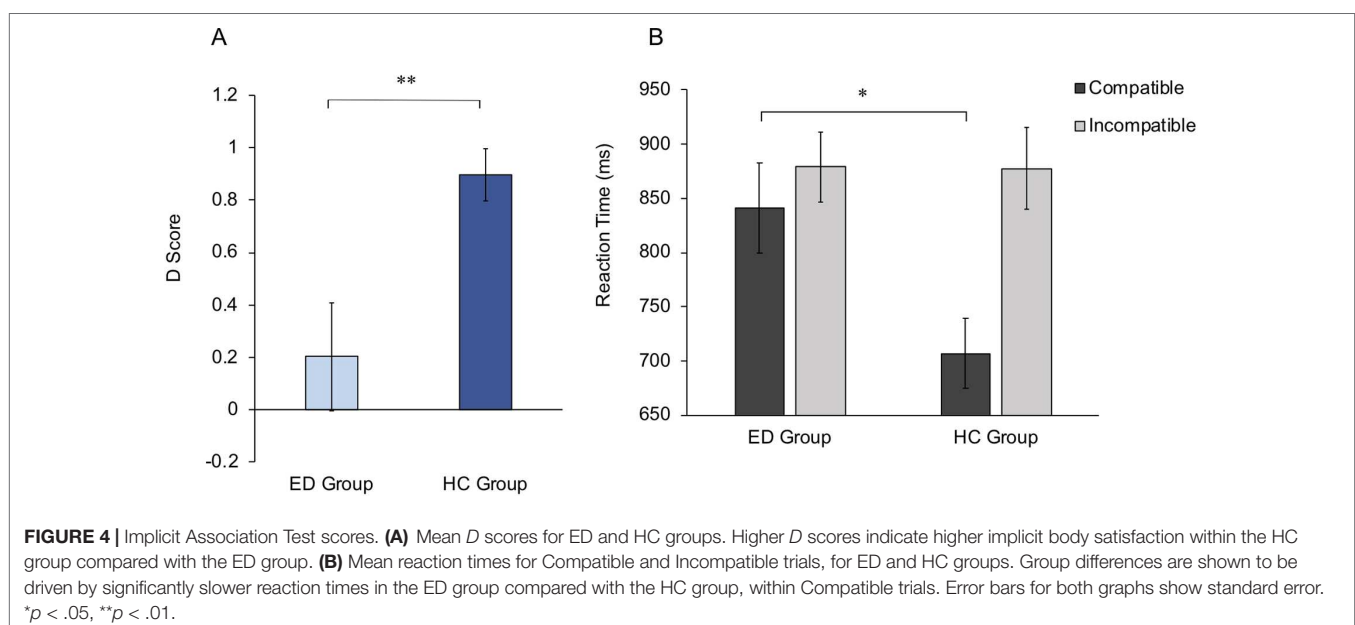 A
B
**
1.2
1
0.8
0.6
0.4
0.2
0
-0.2
D Score
ED Group
HC Group
*
Compatible
Incompatible
950
900
850
800
750
700
650
Reaction Time (ms)
ED Group
HC Group
FIGURE 4 | Implicit Association Test scores. (A) Mean D scores for ED and HC groups. Higher D scores indicate higher implicit body satisfaction within the HC
group compared with the ED group. (B) Mean reaction times for Compatible and Incompatible trials, for ED and HC groups. Group differences are shown to be
driven by significantly slower reaction times in the ED group compared with the HC group, within Compatible trials. Error bars for both graphs show standard error.
*p < .05, **p < .01.